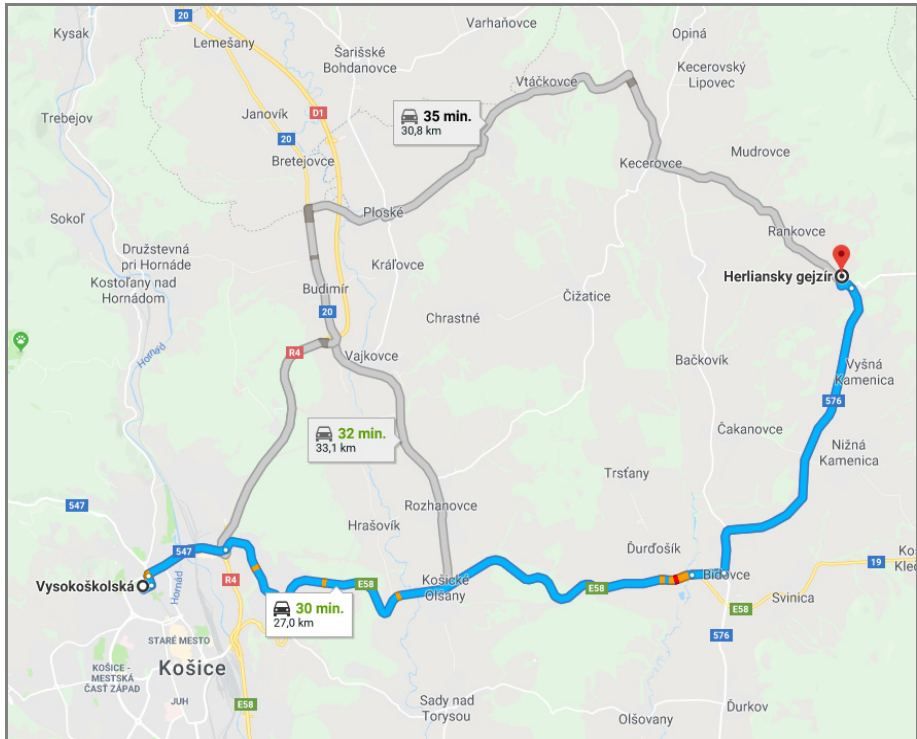 20
Kysak
Lemešany
Varhaňovce
Opiná
Šarišské
Bohdanovce
Kecerovský
Lipovec
Vtáčkovce
Trebejov
Janovík
D1
35 min.
30,8 km
20
Bretejovce
Kecerovce
Mudrovce
Sokoľ
Ploské
Rankovce
Družstevná
pri Hornáde
Kostoľany nad
Hornádom
Kráľovce
Herliansky gejzír
Budimír
Čižatice
20
Chrastné
Hornád
R4
Vajkovce
Bačkovík
Vyšná
Kamenica
576
32 min.
33,1 km
Čakanovce
Nižná
Kamenica
Trsťany
547
Rozhanovce
Hrašovík
547
Ďurďošík
19
R4
Vysokoškolská
Hornád
E58
Košické
Oľšany
E58
Bidovce
30 min.
27,0 km
Svinica
E58
STARÉ MESTO
576
Košice
KOŠICE -
MESTSKÁ
ČASŤ ZÁPAD
JUH
E58
Sady nad
Torysou
Ďurkov
Olšovany